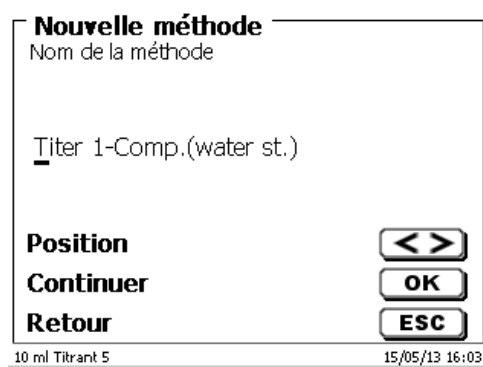 Nouvelle méthode
Nom de la méthode
Titer 1-Comp.(water st.)
Position < >
Continuer OK
Retour ESC
10 ml Titrant 5 15/05/13 16:03